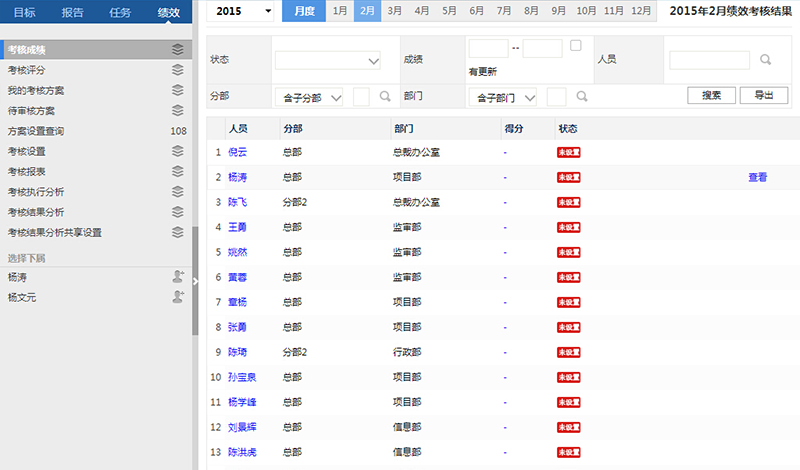 目标 报告 任务 绩效
考核成绩
考核评分
我的考核方案
待审核方案
方案设置查询 108
考核设置
考核报表
考核执行分析
考核结果分析
考核结果分析共享设置
选择下属
杨涛
杨文元
2015 月度 1月 2月 3月 4月 5月 6月 7月 8月 9月 10月 11月 12月 2015年2月绩效考核结果
状态 成绩 -- 有更新 人员
分部 含子分部 部门 含子部门 搜索 导出
人员 分部 部门 得分 状态
1 倪云 总部 总裁办公室 - 未设置
2 杨涛 总部 项目部 - 未设置 查看
3 陈飞 分部2 总裁办公室 - 未设置
4 王勇 总部 监审部 - 未设置
5 姚然 总部 监审部 - 未设置
6 黄蓉 总部 监审部 - 未设置
7 章杨 总部 项目部 - 未设置
8 张勇 总部 项目部 - 未设置
9 陈琦 分部2 行政部 - 未设置
10 孙宝泉 总部 项目部 - 未设置
11 杨学峰 总部 项目部 - 未设置
12 刘景辉 总部 信息部 - 未设置
13 陈洪虎 总部 信息部 - 未设置